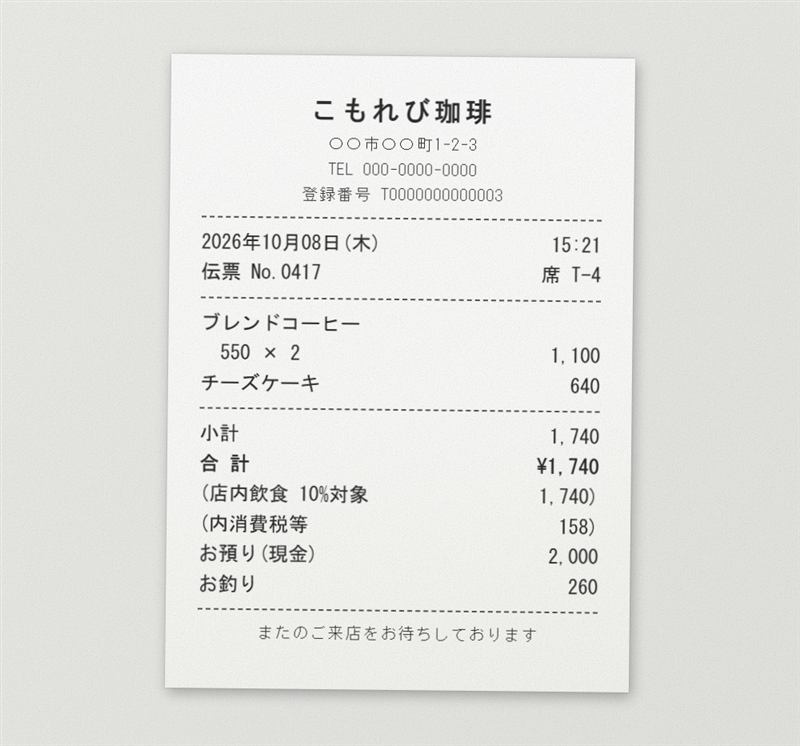 こもれび珈琲
〇〇市〇〇町1-2-3
TEL 000-0000-0000
登録番号 T0000000000003
2026年10月08日(木) 15:21
伝票 No.0417 席 T-4
ブレンドコーヒー
550 × 2 1,100
チーズケーキ 640
小計 1,740
合 計 ¥1,740
(店内飲食 10%対象 1,740)
(内消費税等 158)
お預り(現金) 2,000
お釣り 260
またのご来店をお待ちしております